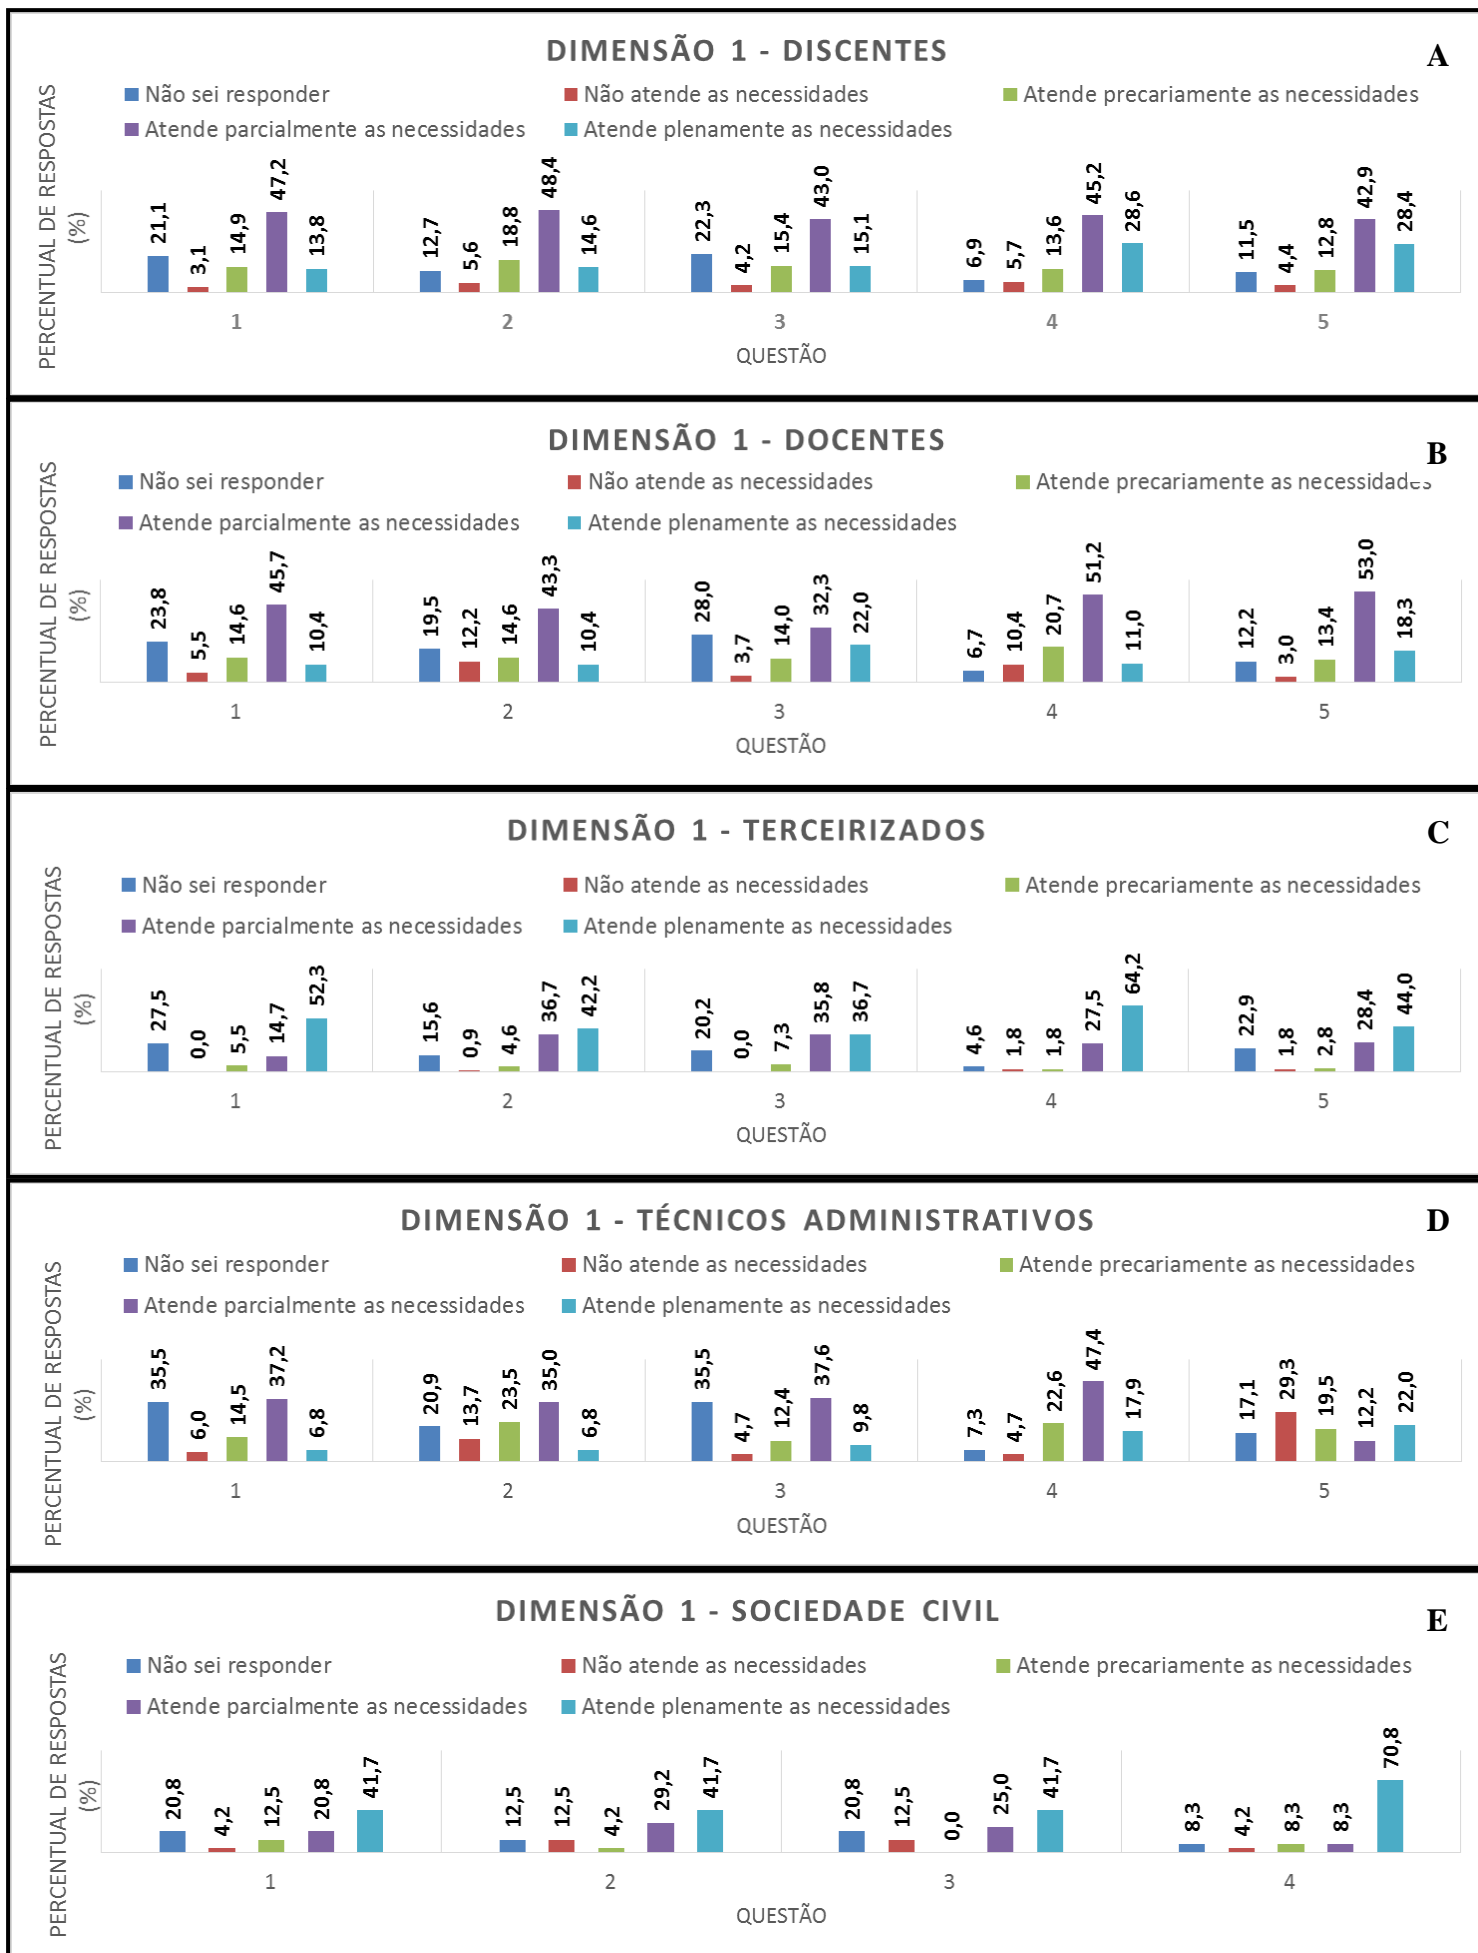 DIMENSÃO 1 - DISCENTES
A
Não sei responder
Não atende as necessidades
Atende precariamente as necessidades
Atende parcialmente as necessidades
Atende plenamente as necessidades
PERCENTUAL DE RESPOSTAS
(%)
21,1 3,1 14,9 47,2 13,8
12,7 5,6 18,8 48,4 14,6
22,3 4,2 15,4 43,0 15,1
6,9 5,7 13,6 45,2 28,6
11,5 4,4 12,8 42,9 28,4
1 2 3 4 5
QUESTÃO
DIMENSÃO 1 - DOCENTES
B
Não sei responder
Não atende as necessidades
Atende precariamente as necessidades
Atende parcialmente as necessidades
Atende plenamente as necessidades
PERCENTUAL DE RESPOSTAS
(%)
23,8 5,5 14,6 45,7 10,4
19,5 12,2 14,6 43,3 10,4
28,0 3,7 14,0 32,3 22,0
6,7 10,4 20,7 51,2 11,0
12,2 3,0 13,4 53,0 18,3
1 2 3 4 5
QUESTÃO
DIMENSÃO 1 - TERCEIRIZADOS
C
Não sei responder
Não atende as necessidades
Atende precariamente as necessidades
Atende parcialmente as necessidades
Atende plenamente as necessidades
PERCENTUAL DE RESPOSTAS
(%)
27,5 0,0 5,5 14,7 52,3
15,6 0,9 4,6 36,7 42,2
20,2 0,0 7,3 35,8 36,7
4,6 1,8 1,8 27,5 64,2
22,9 1,8 2,8 28,4 44,0
1 2 3 4 5
QUESTÃO
DIMENSÃO 1 - TÉCNICOS ADMINISTRATIVOS
D
Não sei responder
Não atende as necessidades
Atende precariamente as necessidades
Atende parcialmente as necessidades
Atende plenamente as necessidades
PERCENTUAL DE RESPOSTAS
(%)
35,5 6,0 14,5 37,2 6,8
20,9 13,7 23,5 35,0 6,8
35,5 4,7 12,4 37,6 9,8
7,3 4,7 22,6 47,4 17,9
17,1 29,3 19,5 12,2 22,0
1 2 3 4 5
QUESTÃO
DIMENSÃO 1 - SOCIEDADE CIVIL
E
Não sei responder
Não atende as necessidades
Atende precariamente as necessidades
Atende parcialmente as necessidades
Atende plenamente as necessidades
PERCENTUAL DE RESPOSTAS
(%)
20,8 4,2 12,5 20,8 41,7
12,5 12,5 4,2 29,2 41,7
20,8 12,5 0,0 25,0 41,7
8,3 4,2 8,3 8,3 70,8
1 2 3 4
QUESTÃO